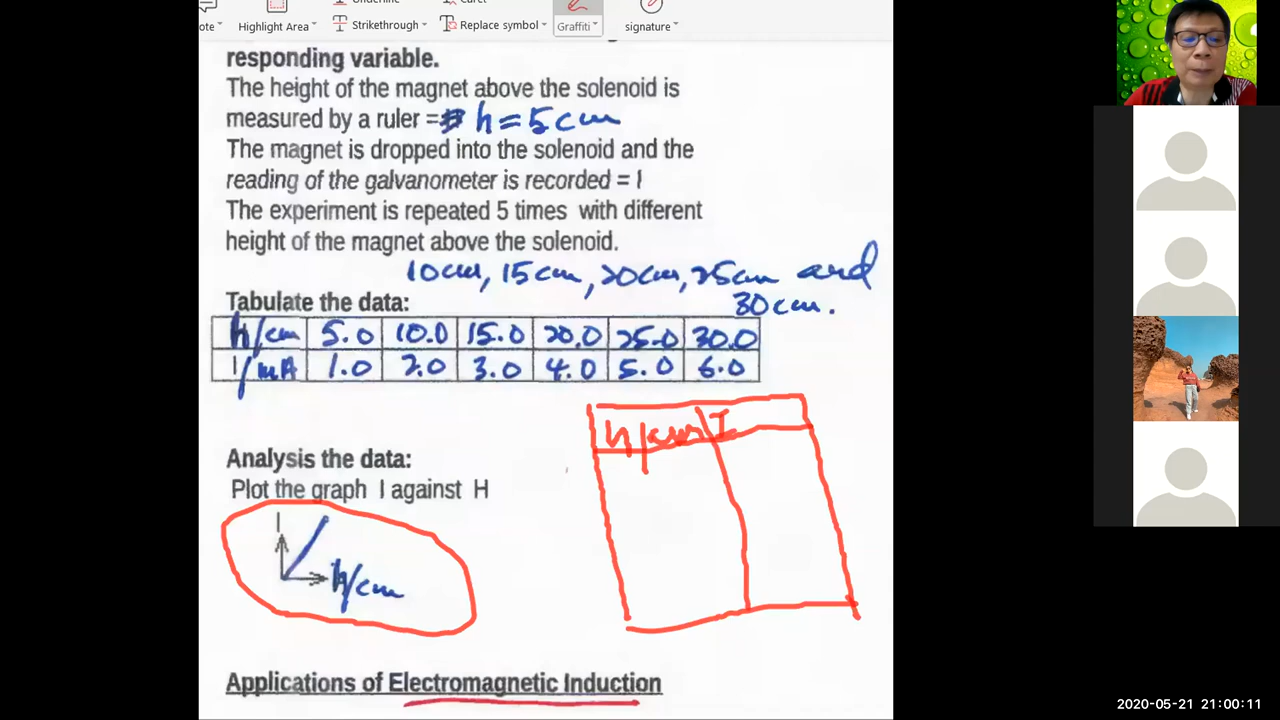 Underline
Caret
ote
Highlight Area
Strikethrough
Replace symbol
Graffiti
signature
responding variable.
The height of the magnet above the solenoid is
measured by a ruler = h = 5cm
The magnet is dropped into the solenoid and the
reading of the galvanometer is recorded = I
The experiment is repeated 5 times with different
height of the magnet above the solenoid.
10cm, 15cm, 20cm, 25cm and
30cm.
Tabulate the data:
h/cm 5.0 10.0 15.0 20.0 25.0 30.0
I/mA 1.0 2.0 3.0 4.0 5.0 6.0
h/cm I
Analysis the data:
Plot the graph I against H
I
h/cm
Applications of Electromagnetic Induction
2020-05-21 21:00:11